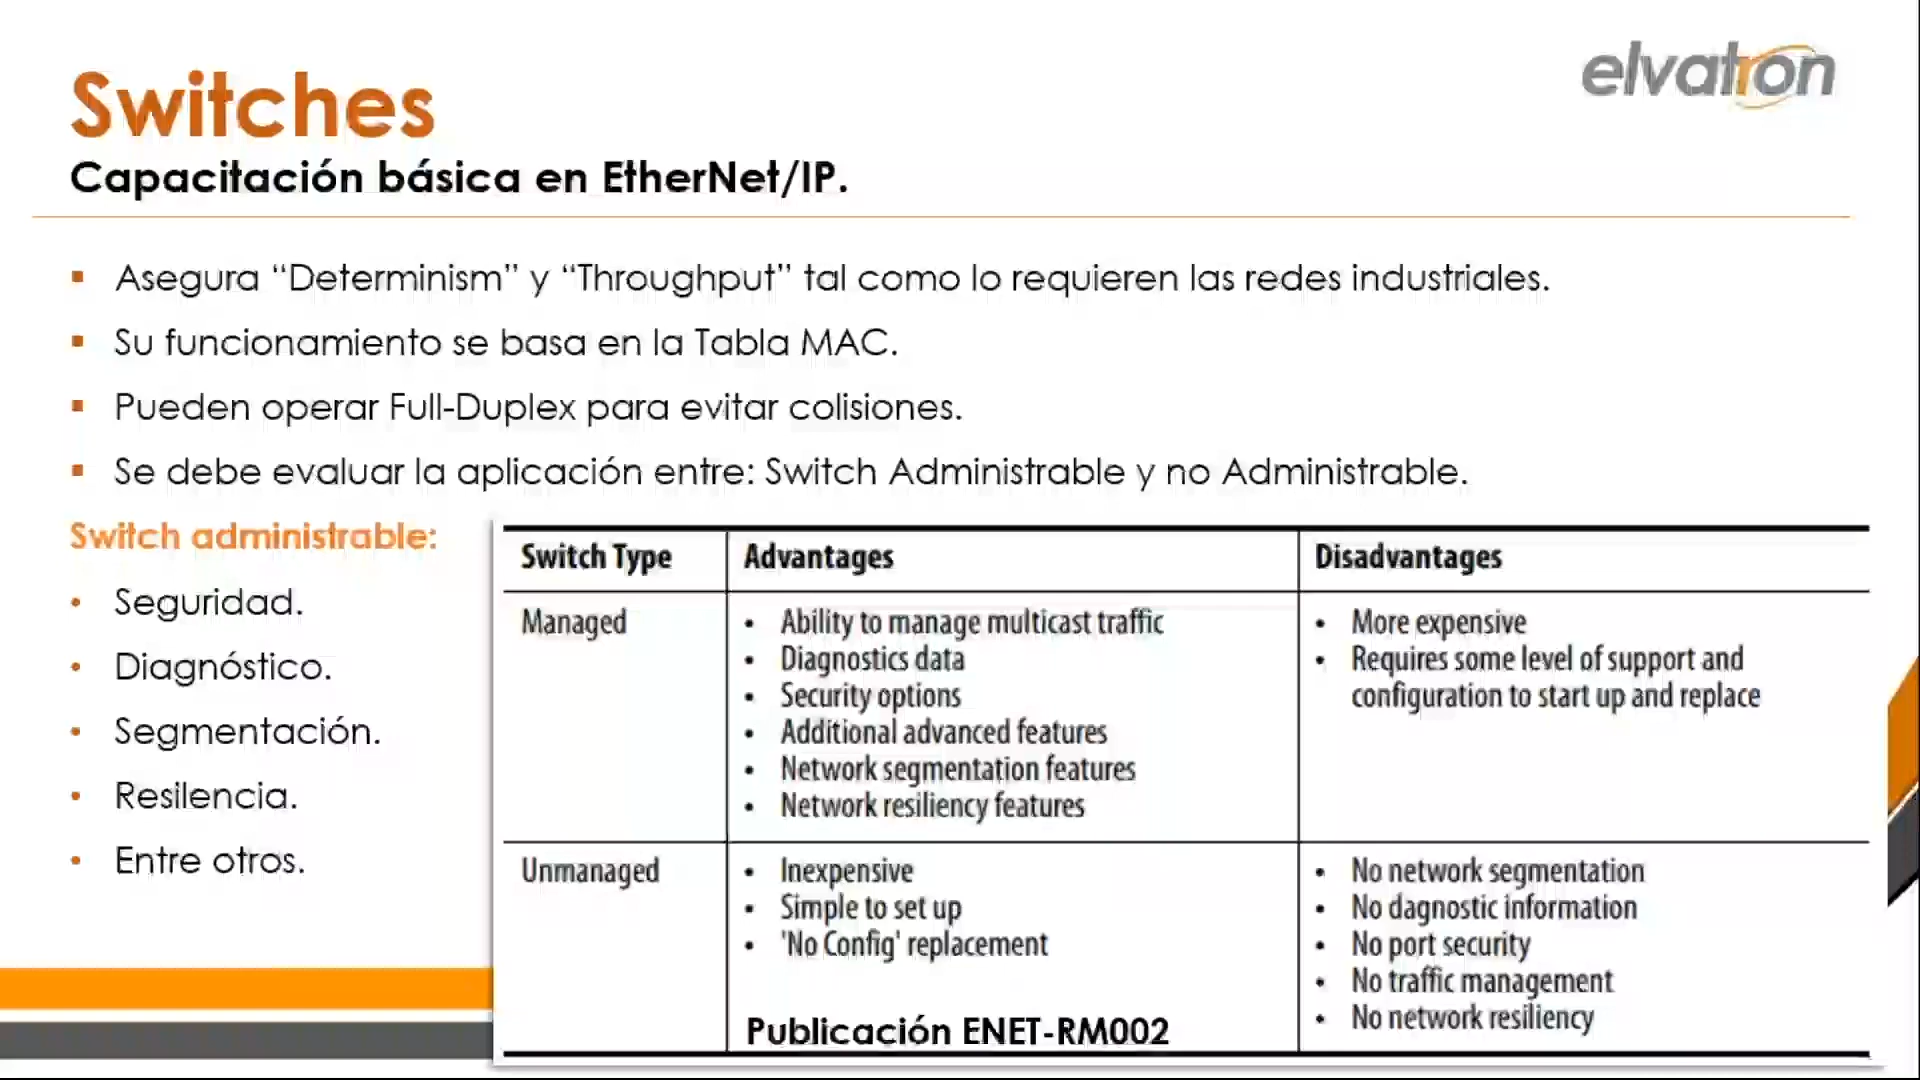 elvatron
Switches
Capacitación básica en EtherNet/IP.
Asegura “Determinism” y “Throughput” tal como lo requieren las redes industriales.
Su funcionamiento se basa en la Tabla MAC.
Pueden operar Full-Duplex para evitar colisiones.
Se debe evaluar la aplicación entre: Switch Administrable y no Administrable.
Switch administrable:
Seguridad.
Diagnóstico.
Segmentación.
Resilencia.
Entre otros.
Switch Type Advantages Disadvantages
Managed
Ability to manage multicast traffic
Diagnostics data
Security options
Additional advanced features
Network segmentation features
Network resiliency features
More expensive
Requires some level of support and
configuration to start up and replace
Unmanaged
Inexpensive
Simple to set up
'No Config' replacement
No network segmentation
No dagnostic information
No port security
No traffic management
No network resiliency
Publicación ENET-RM002